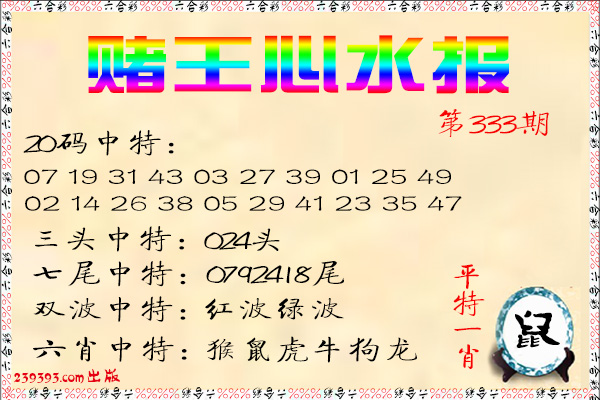 赌王心水报
第333期
20码中特：
07 19 31 43 03 27 39 01 25 49
02 14 26 38 05 29 41 23 35 47
三头中特：024头
七尾中特：0792418尾
双波中特：红波绿波
六肖中特：猴鼠虎牛狗龙
平特一肖
鼠
239393.com出版